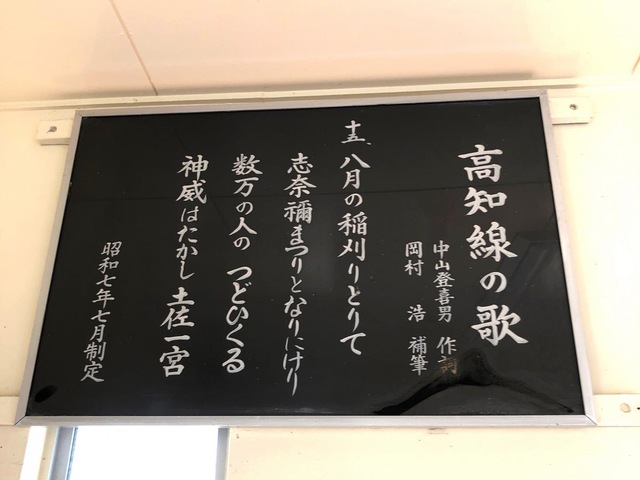 高知線の歌
中山登喜男 作詞
岡村 浩 補筆
十五、八月の稲刈りとりて
志奈禰まつりとなりにけり
数万の人の つどひくる
神威はたかし 土佐一宮
昭和七年七月制定